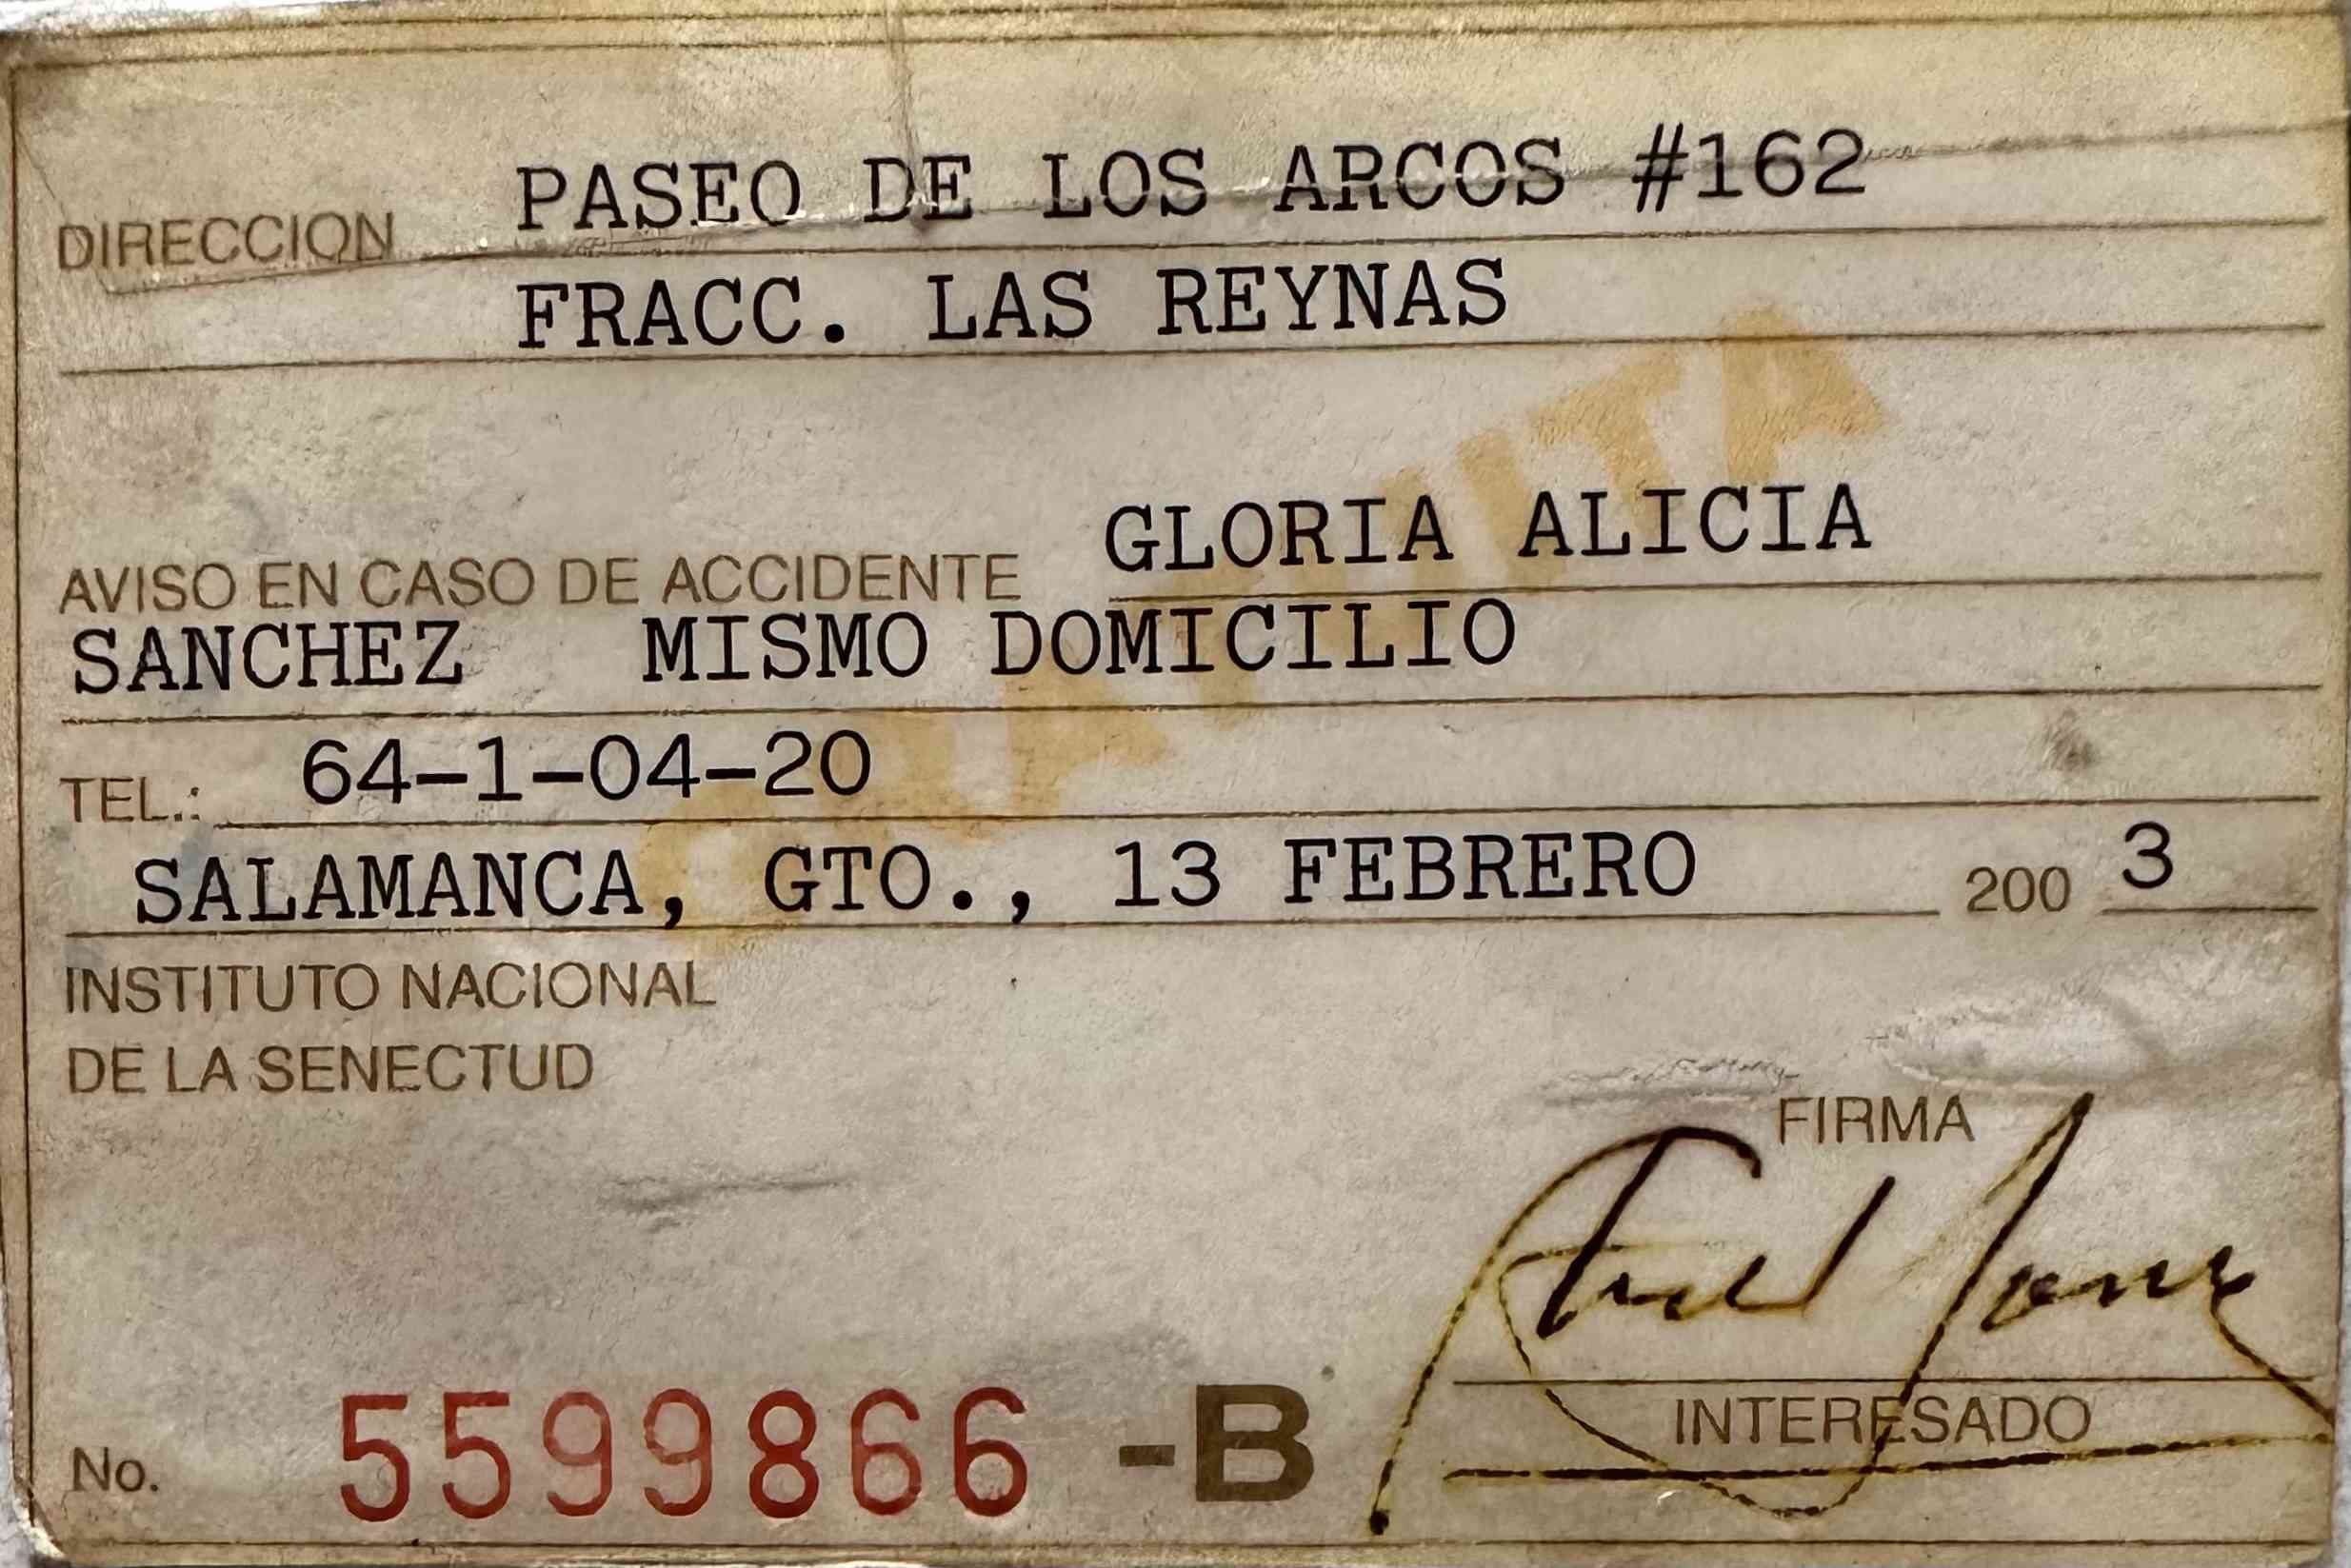 DIRECCION PASEO DE LOS ARCOS #162
FRACC. LAS REYNAS
AVISO EN CASO DE ACCIDENTE GLORIA ALICIA
SANCHEZ MISMO DOMICILIO
TEL.: 64-1-04-20
SALAMANCA, GTO., 13 FEBRERO 200 3
INSTITUTO NACIONAL
DE LA SENECTUD
FIRMA
INTERESADO
No. 5599866 -B